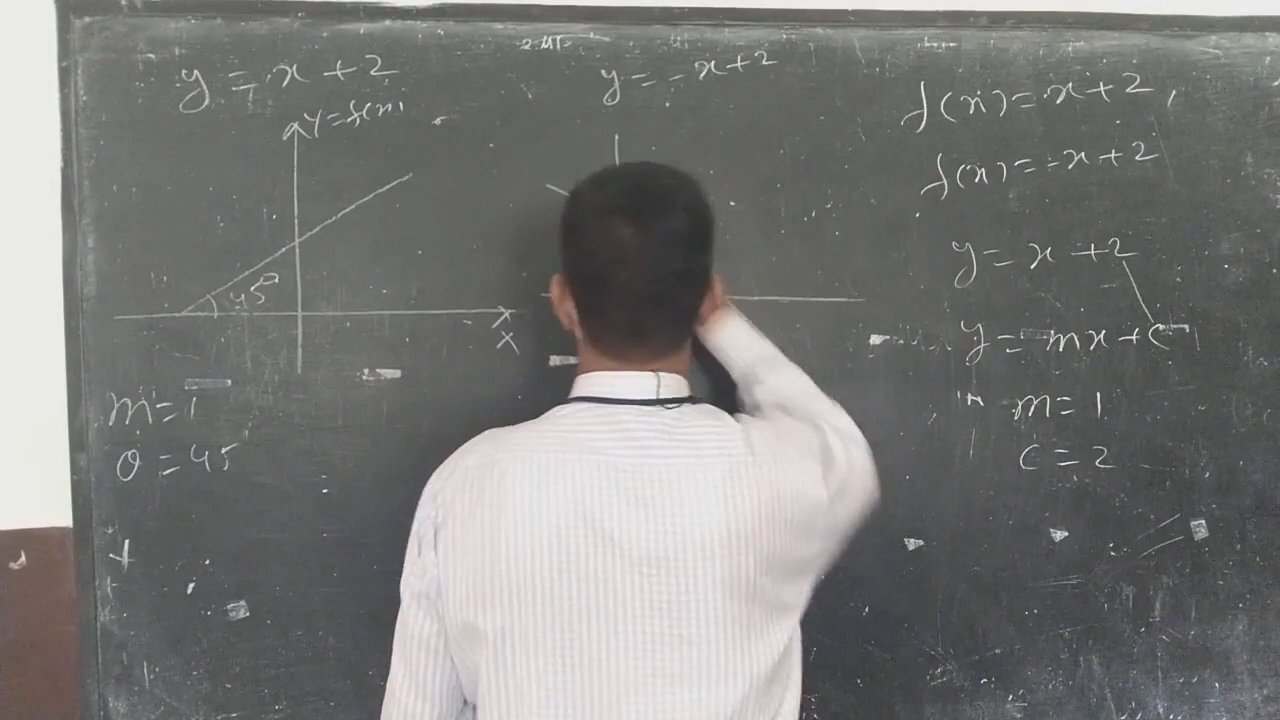 y = x + 2
Y = f(x)
45°
X
m = 1
θ = 45
y = -x + 2
f(x) = x + 2,
f(x) = -x + 2
y = x + 2
y = mx + c
m = 1
c = 2